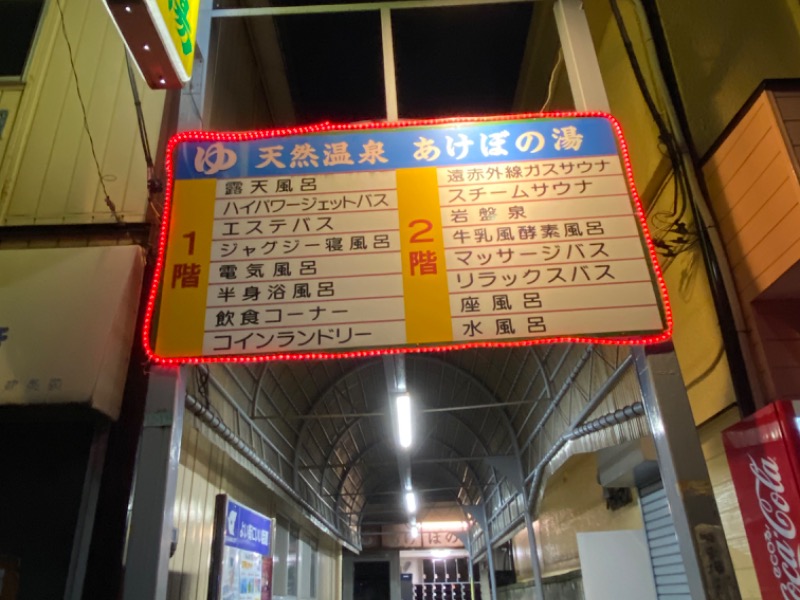 ゆ 天然温泉 あけぼの湯
1階
露天風呂
ハイパワージェットバス
エステバス
ジャグジー寝風呂
電気風呂
半身浴風呂
飲食コーナー
コインランドリー
2階
遠赤外線ガスサウナ
スチームサウナ
岩盤泉
牛乳風酵素風呂
マッサージバス
リラックスバス
座風呂
水風呂
Coca-Cola